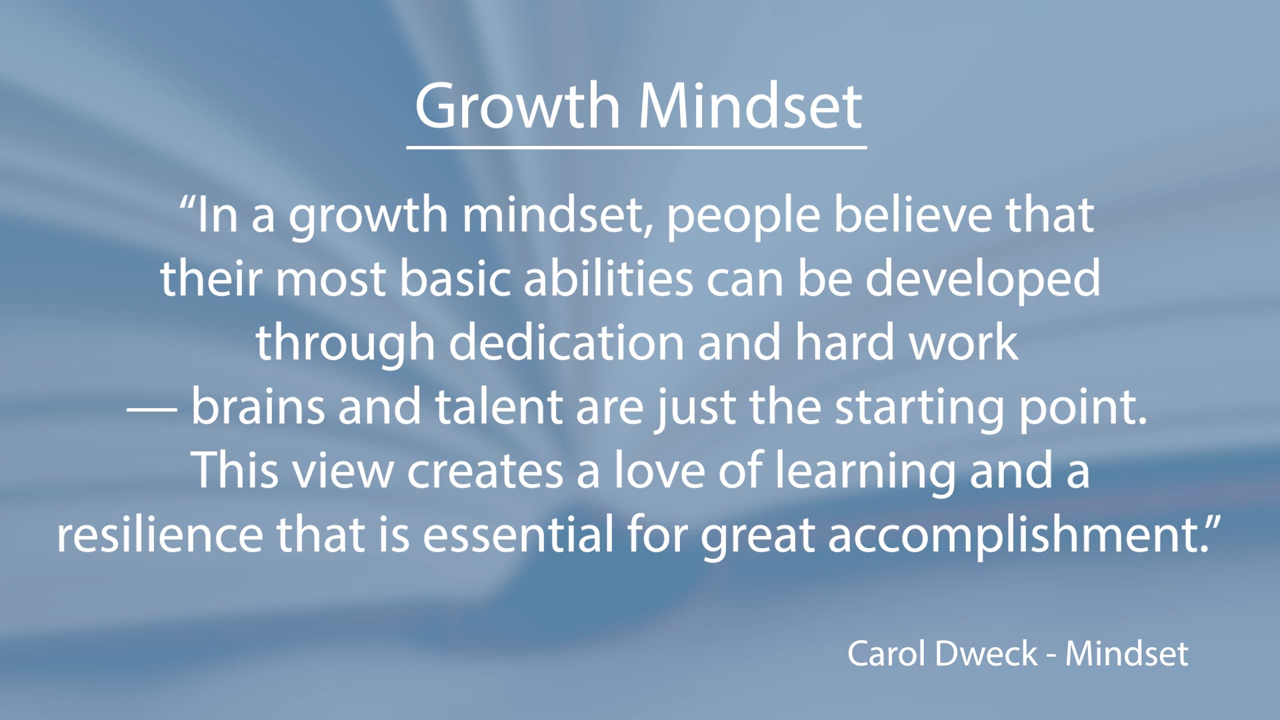 Growth Mindset
“In a growth mindset, people believe that
their most basic abilities can be developed
through dedication and hard work
— brains and talent are just the starting point.
This view creates a love of learning and a
resilience that is essential for great accomplishment.”
Carol Dweck - Mindset